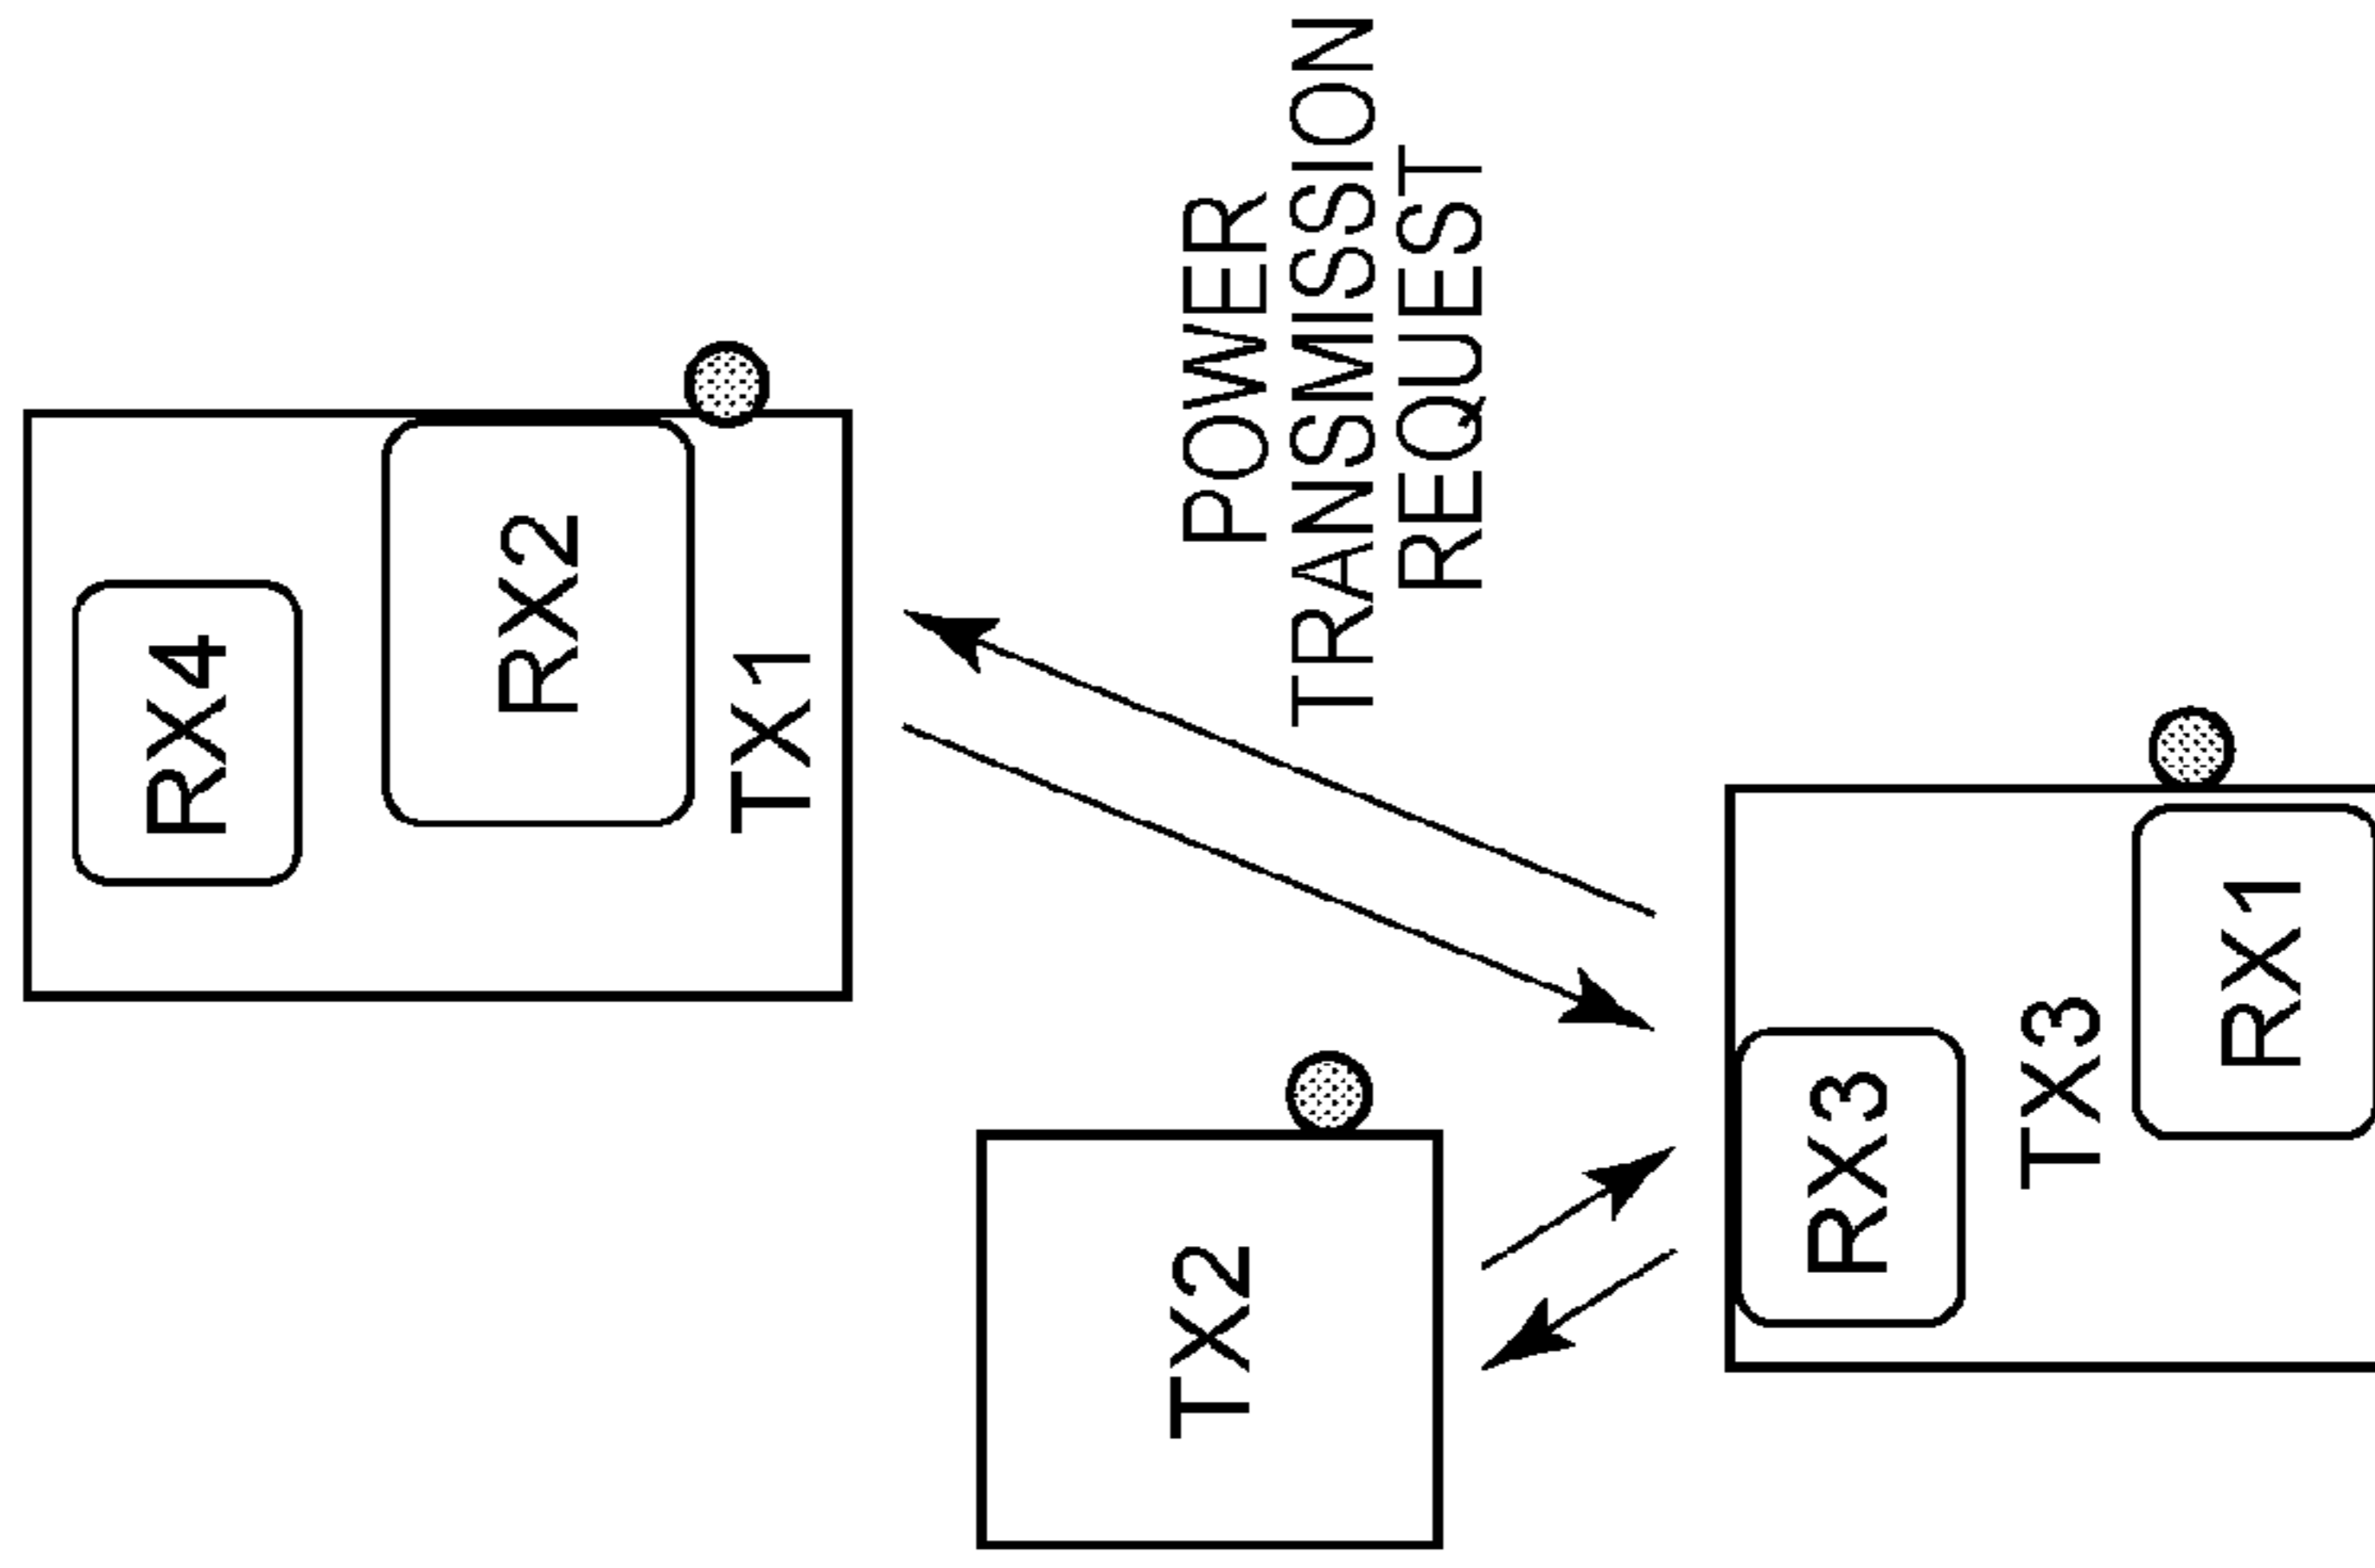 RX4
RX2
TX1
POWER
TRANSMISSION
REQUEST
TX2
RX3
TX3
RX1